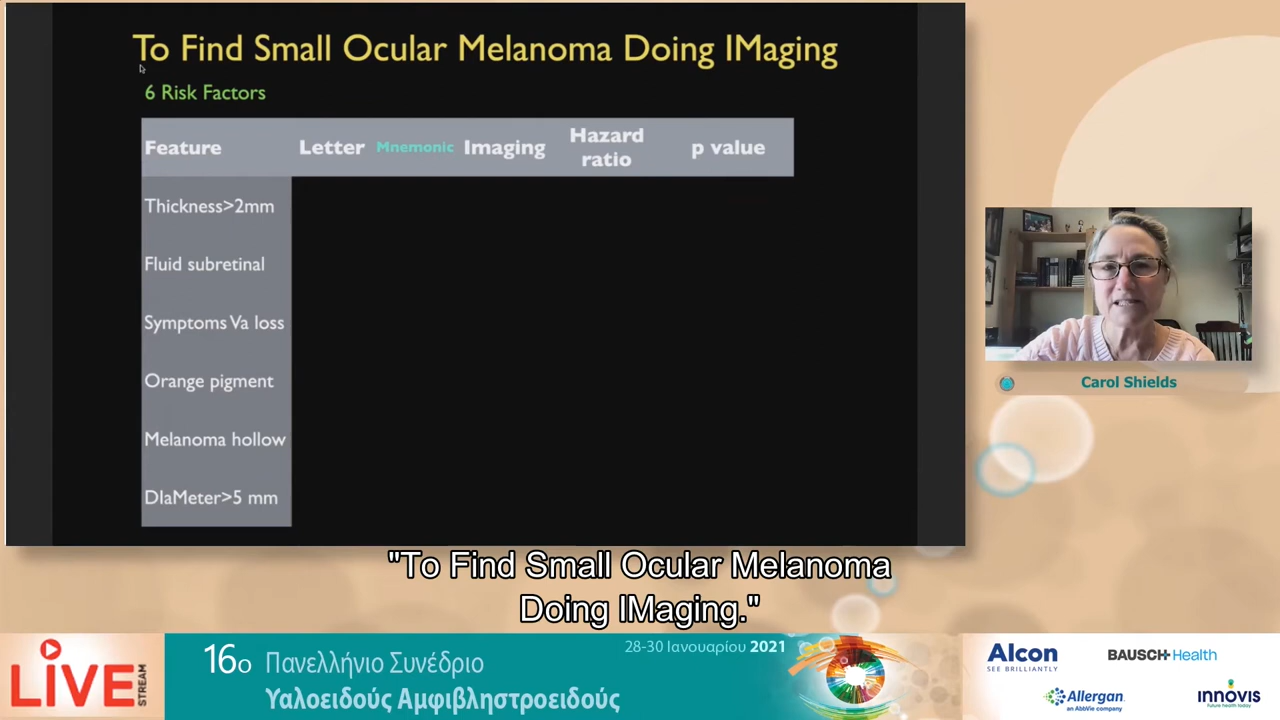 To Find Small Ocular Melanoma Doing IMaging
6 Risk Factors
Feature Letter Mnemonic Imaging Hazard ratio p value
Thickness>2mm
Fluid subretinal
Symptoms Va loss
Orange pigment
Melanoma hollow
DIaMeter>5 mm
Carol Shields
"To Find Small Ocular Melanoma
Doing IMaging."
LIVE
STREAM
16ο Πανελλήνιο Συνέδριο
Υαλοειδούς Αμφιβληστροειδούς
28-30 Ιανουαρίου 2021
Alcon
SEE BRILLIANTLY
BAUSCH+Health
Allergan
an AbbVie company
INNOVIS
Future health today